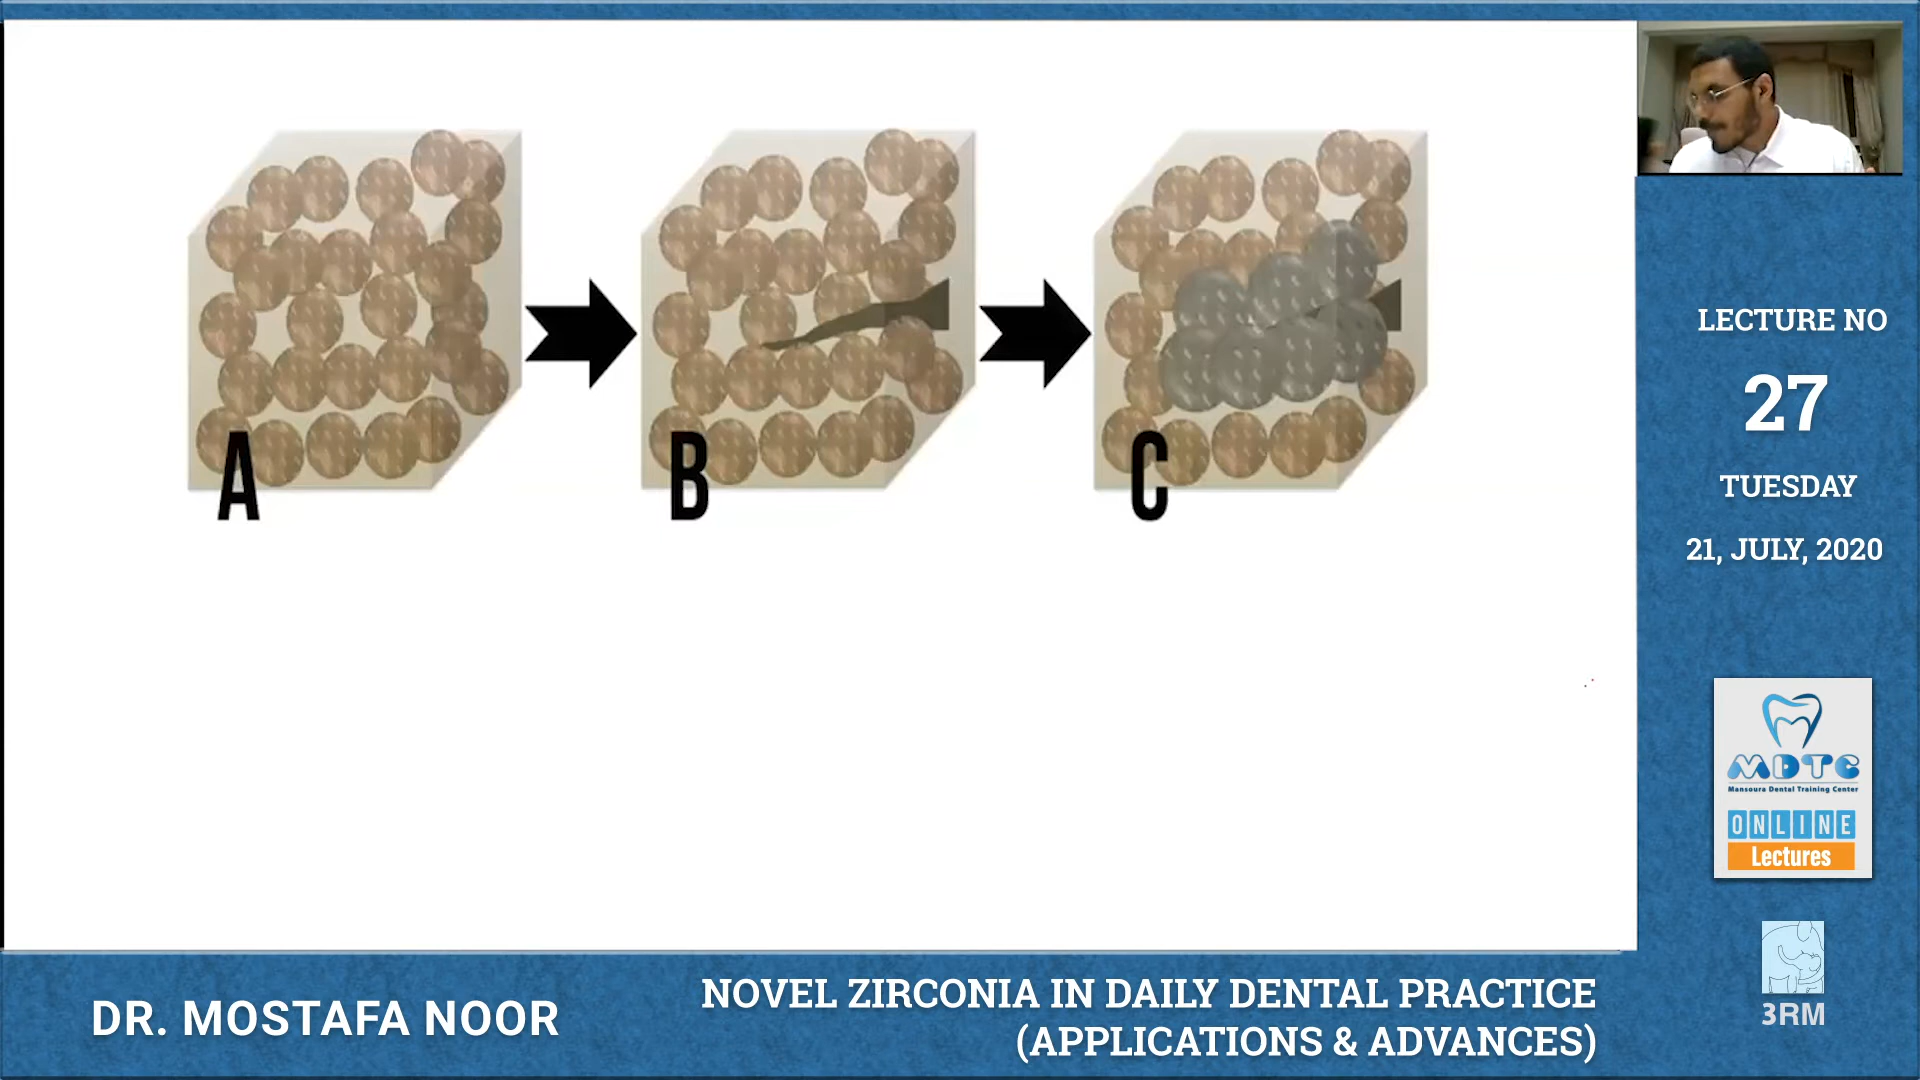 A
B
C
LECTURE NO
27
TUESDAY
21, JULY, 2020
MDTC
Mansoura Dental Training Center
ONLINE
Lectures
3RM
DR. MOSTAFA NOOR
NOVEL ZIRCONIA IN DAILY DENTAL PRACTICE
(APPLICATIONS & ADVANCES)